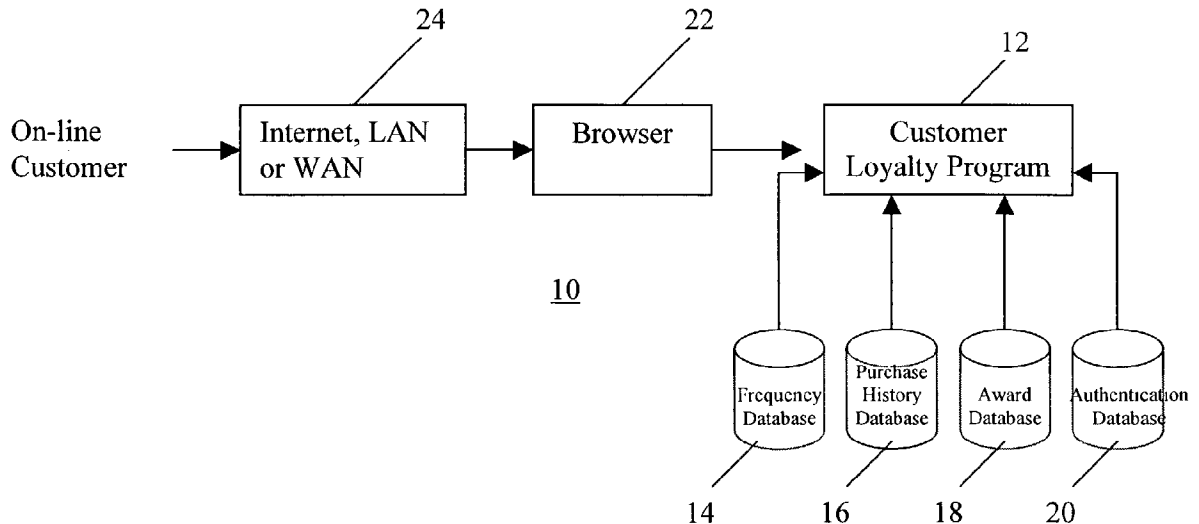 24
22
12
On-line
Customer
Internet, LAN
or WAN
Browser
Customer
Loyalty Program
10
Frequency
Database
Purchase
History
Database
Award
Database
Authentication
Database
14
16
18
20